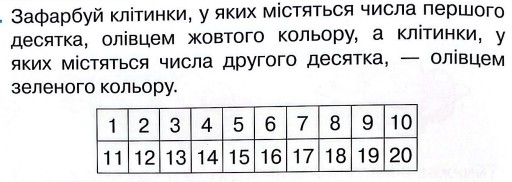 Зафарбуй клітинки, у яких містяться числа першого
десятка, олівцем жовтого кольору, а клітинки, у
яких містяться числа другого десятка, — олівцем
зеленого кольору.
1 2 3 4 5 6 7 8 9 10
11 12 13 14 15 16 17 18 19 20